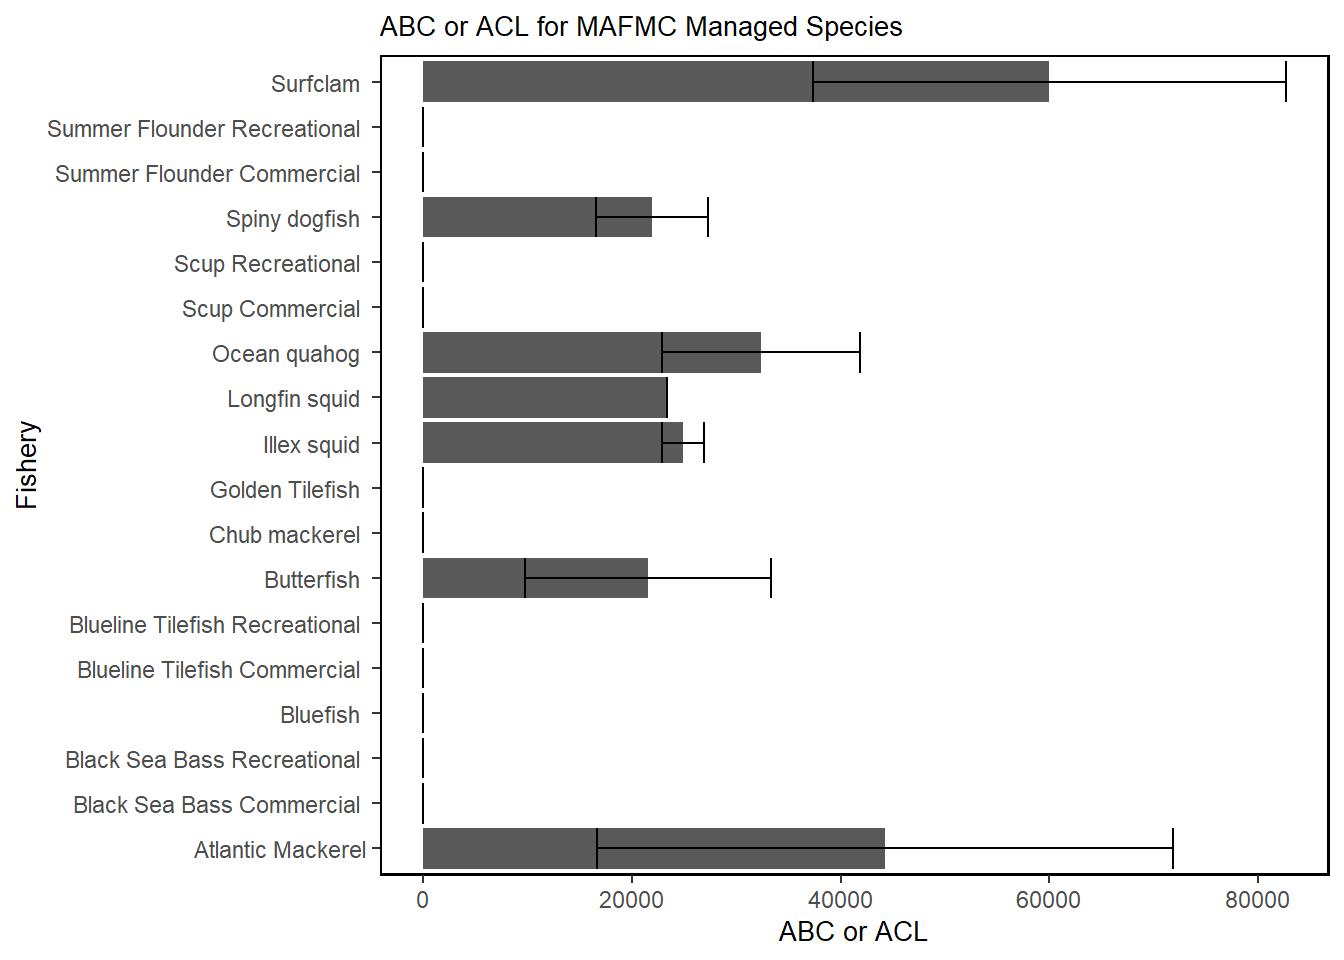 ABC or ACL for MAFMC Managed Species
Surfclam
Summer Flounder Recreational
Summer Flounder Commercial
Spiny dogfish
Scup Recreational
Scup Commercial
Ocean quahog
Longfin squid
Illex squid
Golden Tilefish
Chub mackerel
Butterfish
Blueline Tilefish Recreational
Blueline Tilefish Commercial
Bluefish
Black Sea Bass Recreational
Black Sea Bass Commercial
Atlantic Mackerel
Fishery
0 20000 40000 60000 80000
ABC or ACL